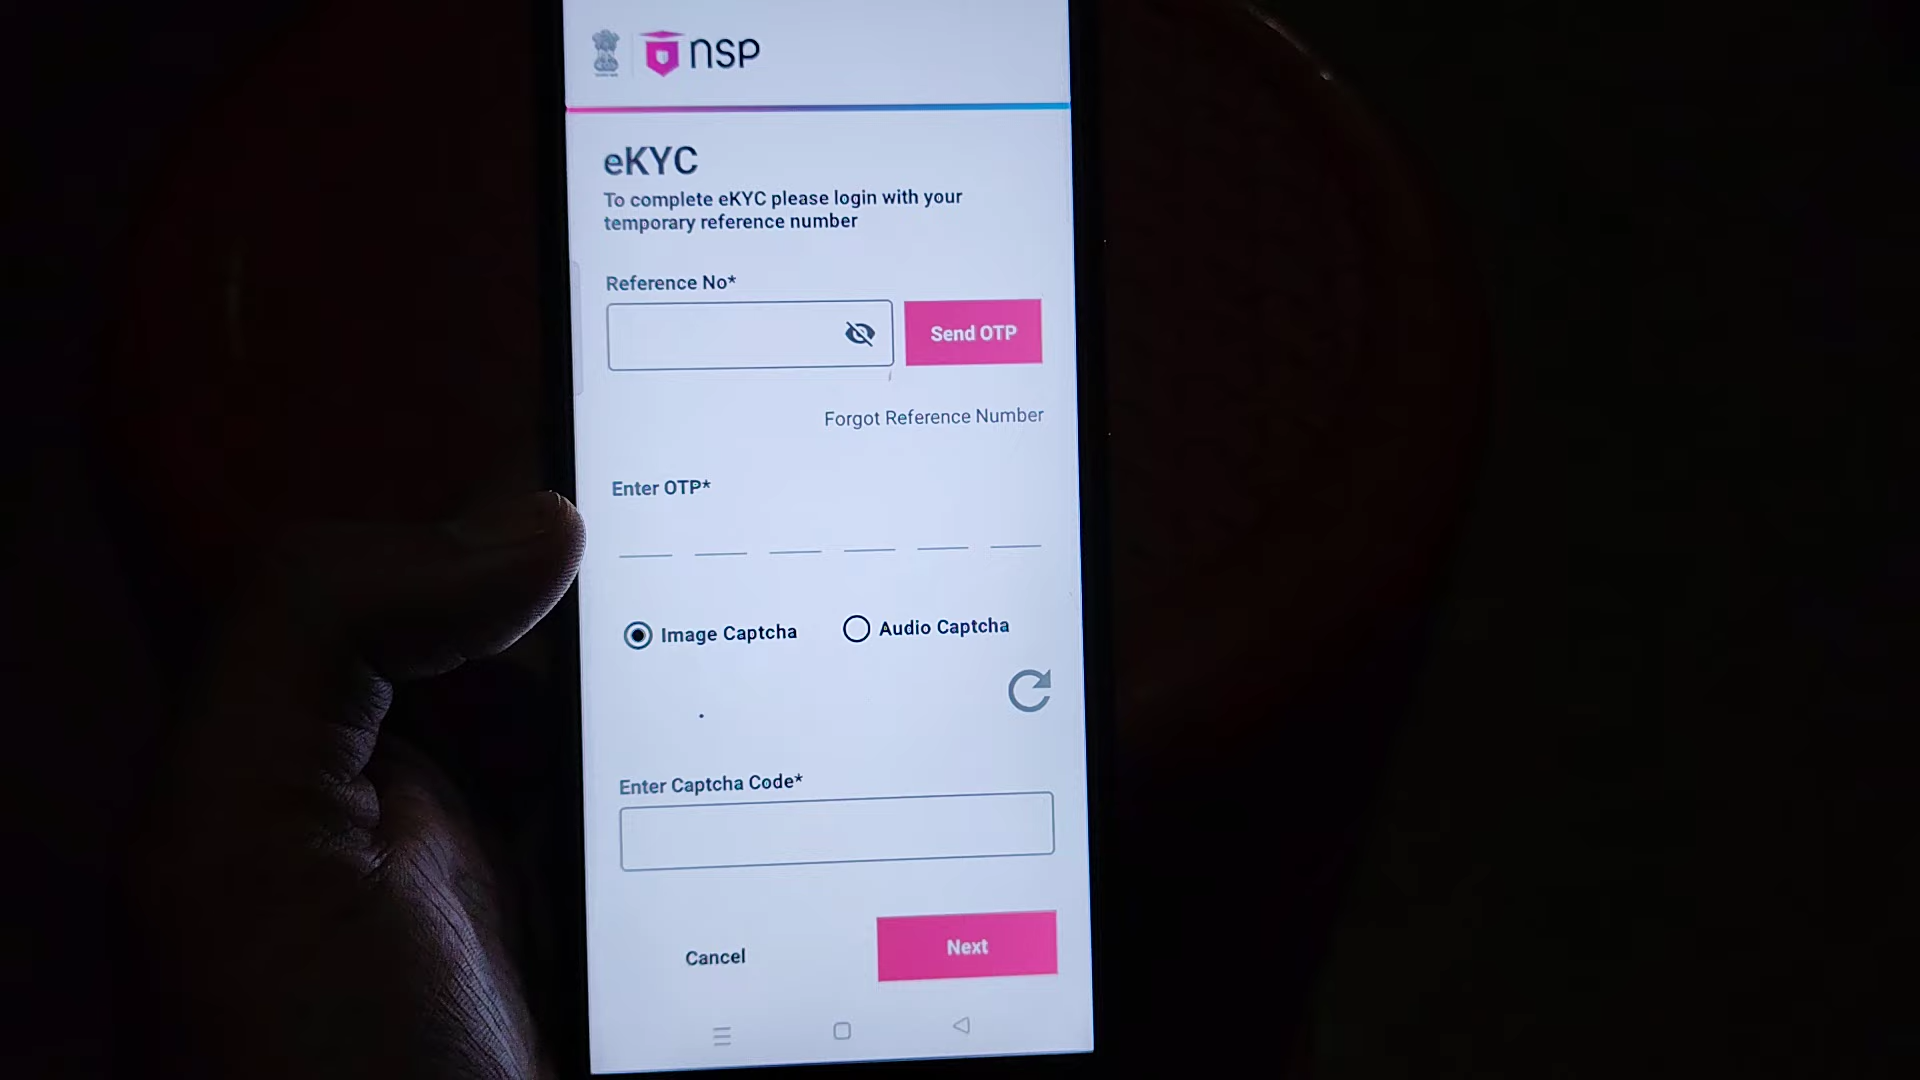 nsp
eKYC
To complete eKYC please login with your
temporary reference number
Reference No*
Send OTP
Forgot Reference Number
Enter OTP*
Image Captcha
Audio Captcha
Enter Captcha Code*
Cancel
Next